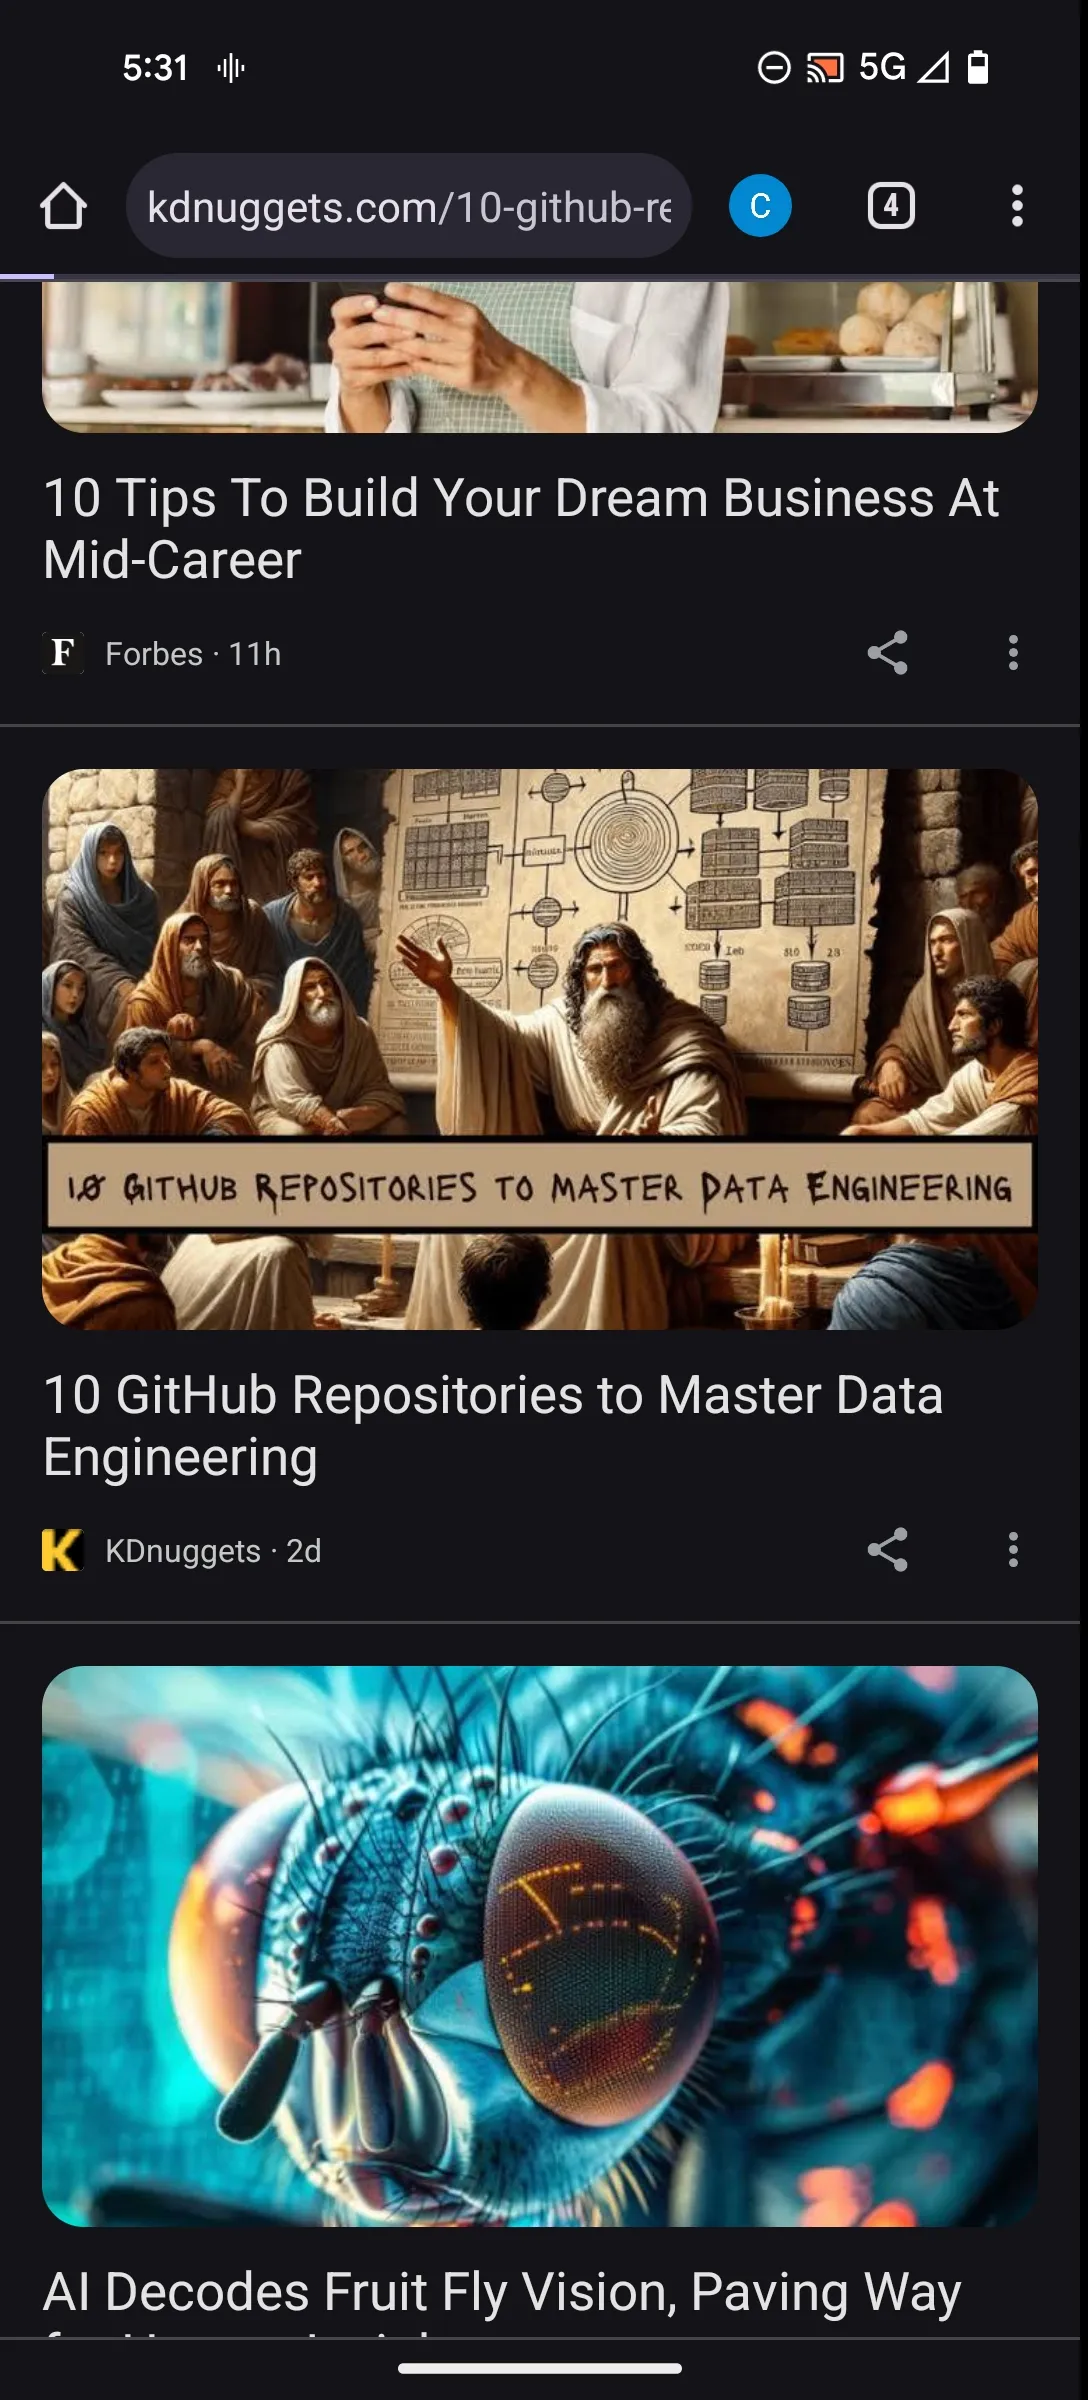 5:31
5G
kdnuggets.com/10-github-re
C
4
10 Tips To Build Your Dream Business At
Mid-Career
F
Forbes · 11h
10 GitHub Repositories to Master Data Engineering
10 GitHub Repositories to Master Data
Engineering
K
KDnuggets · 2d
AI Decodes Fruit Fly Vision, Paving Way